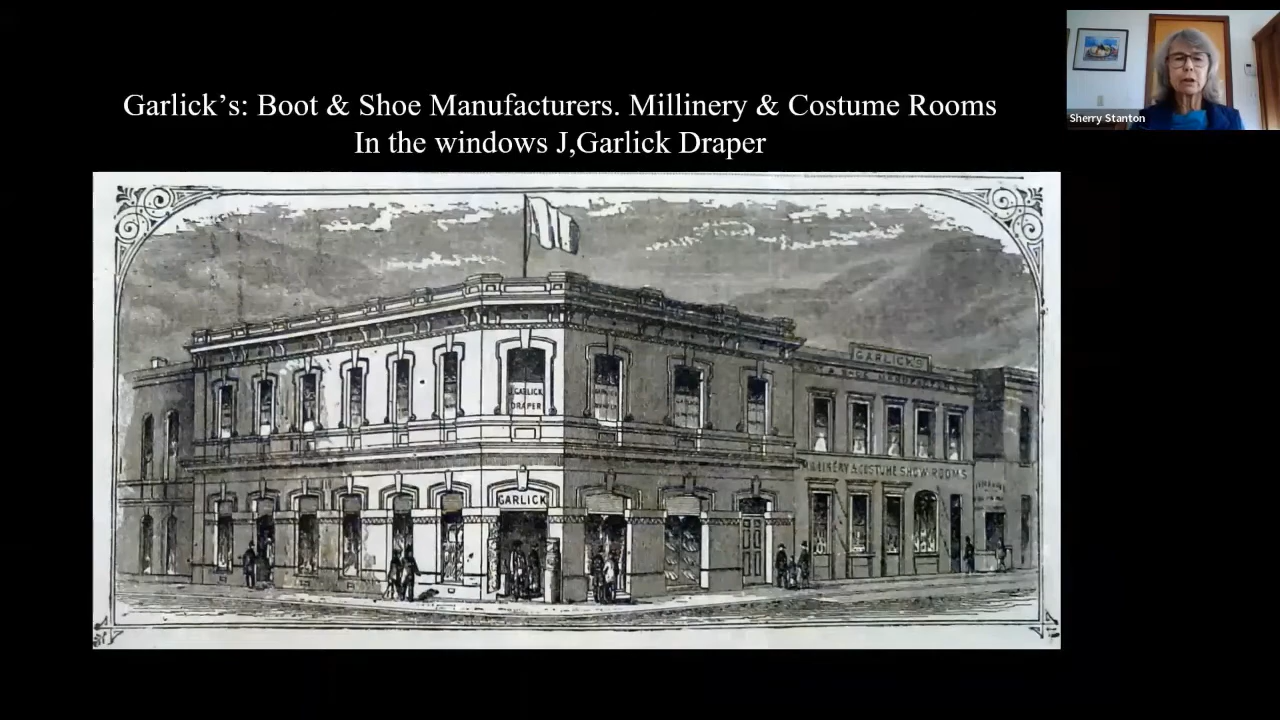 Garlick’s: Boot & Shoe Manufacturers. Millinery & Costume Rooms
In the windows J,Garlick Draper
Sherry Stanton
GARLICK'S
J.GARLICK
DRAPER
MILLINERY & COSTUME SHOW ROOMS
GARLICK